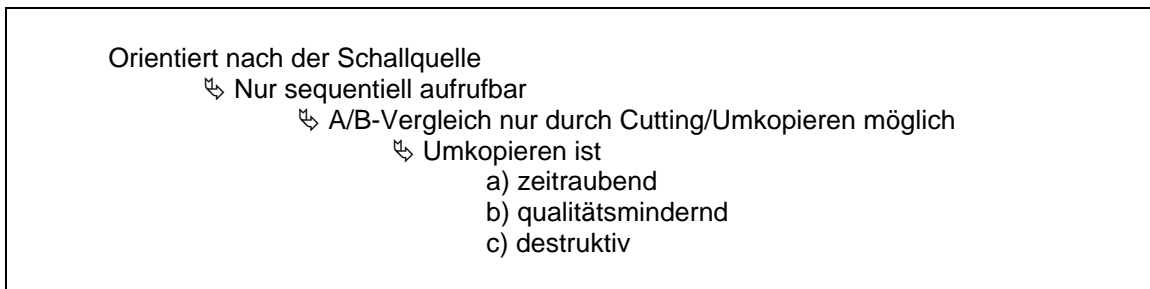 Orientiert nach der Schallquelle
↳ Nur sequentiell aufrufbar
↳ A/B-Vergleich nur durch Cutting/Umkopieren möglich
↳ Umkopieren ist
a) zeitraubend
b) qualitätsmindernd
c) destruktiv